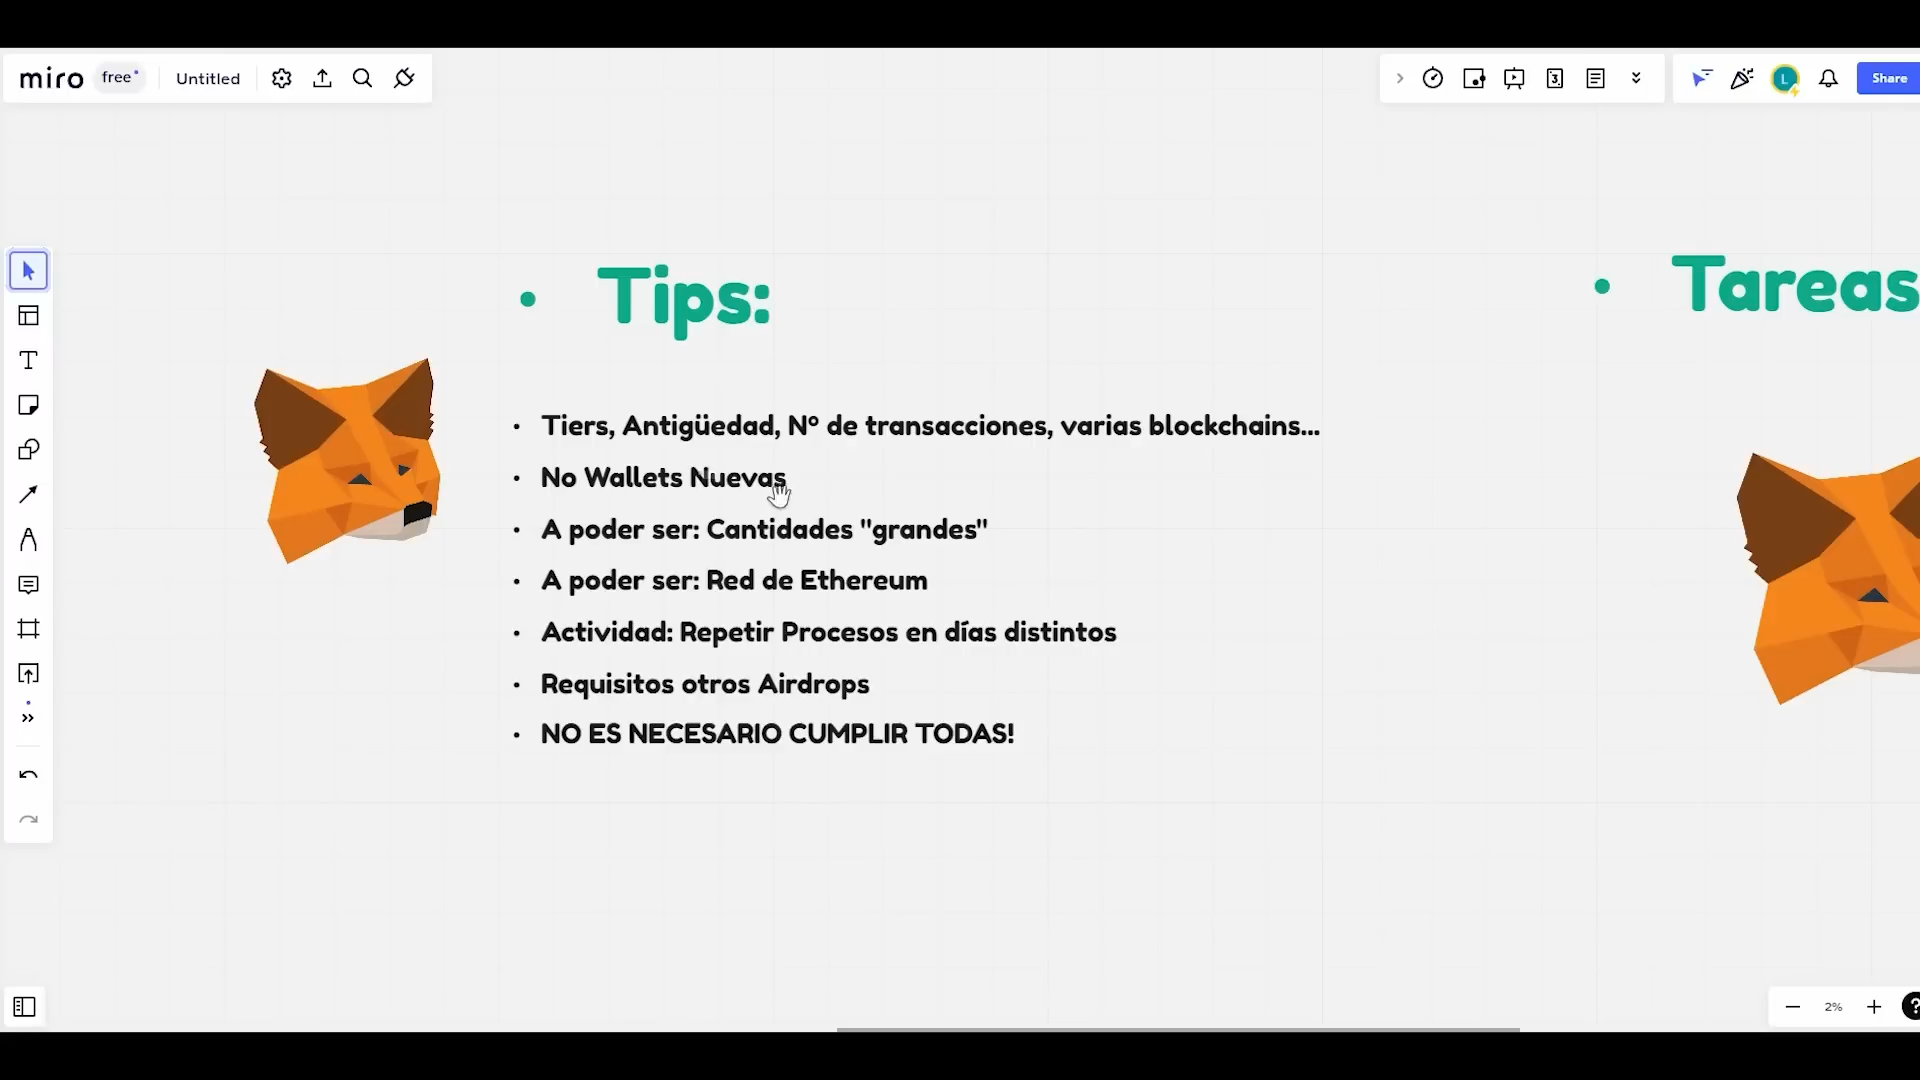 miro free Untitled
3
L
Share
Tips:
Tareas
Tiers, Antigüedad, Nº de transacciones, varias blockchains...
No Wallets Nuevas
A poder ser: Cantidades "grandes"
A poder ser: Red de Ethereum
Actividad: Repetir Procesos en días distintos
Requisitos otros Airdrops
NO ES NECESARIO CUMPLIR TODAS!
2%
?